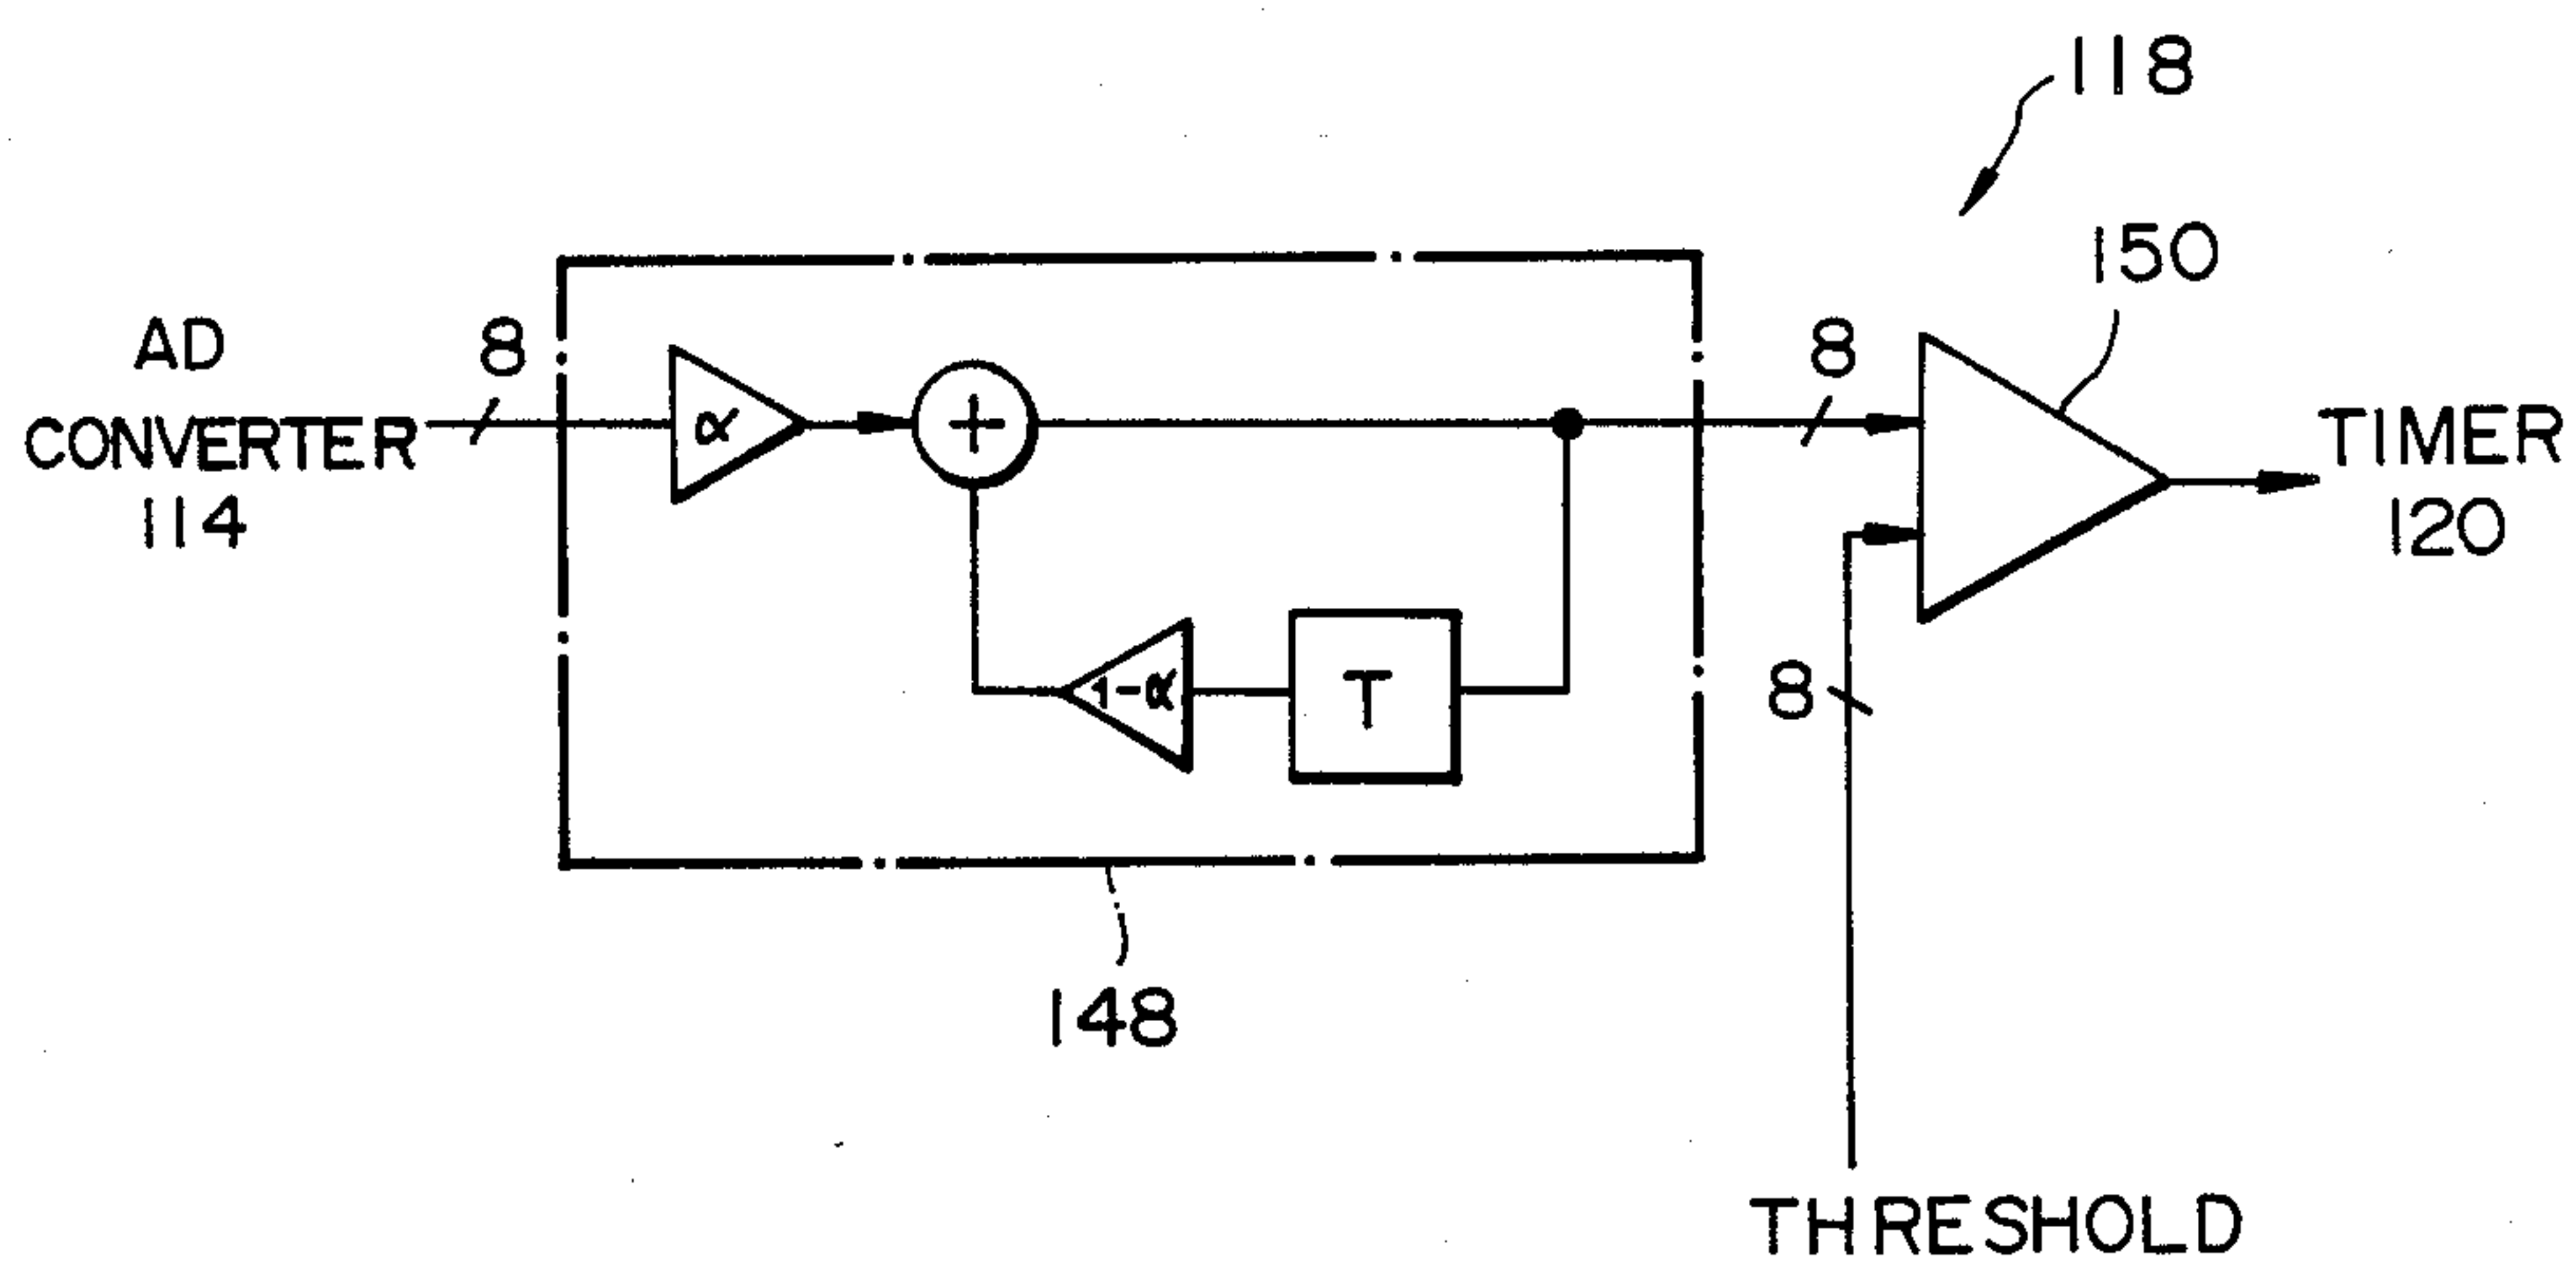 118
150
AD
CONVERTER
114
8
α
+
8
TIMER
120
1-α
T
8
148
THRESHOLD